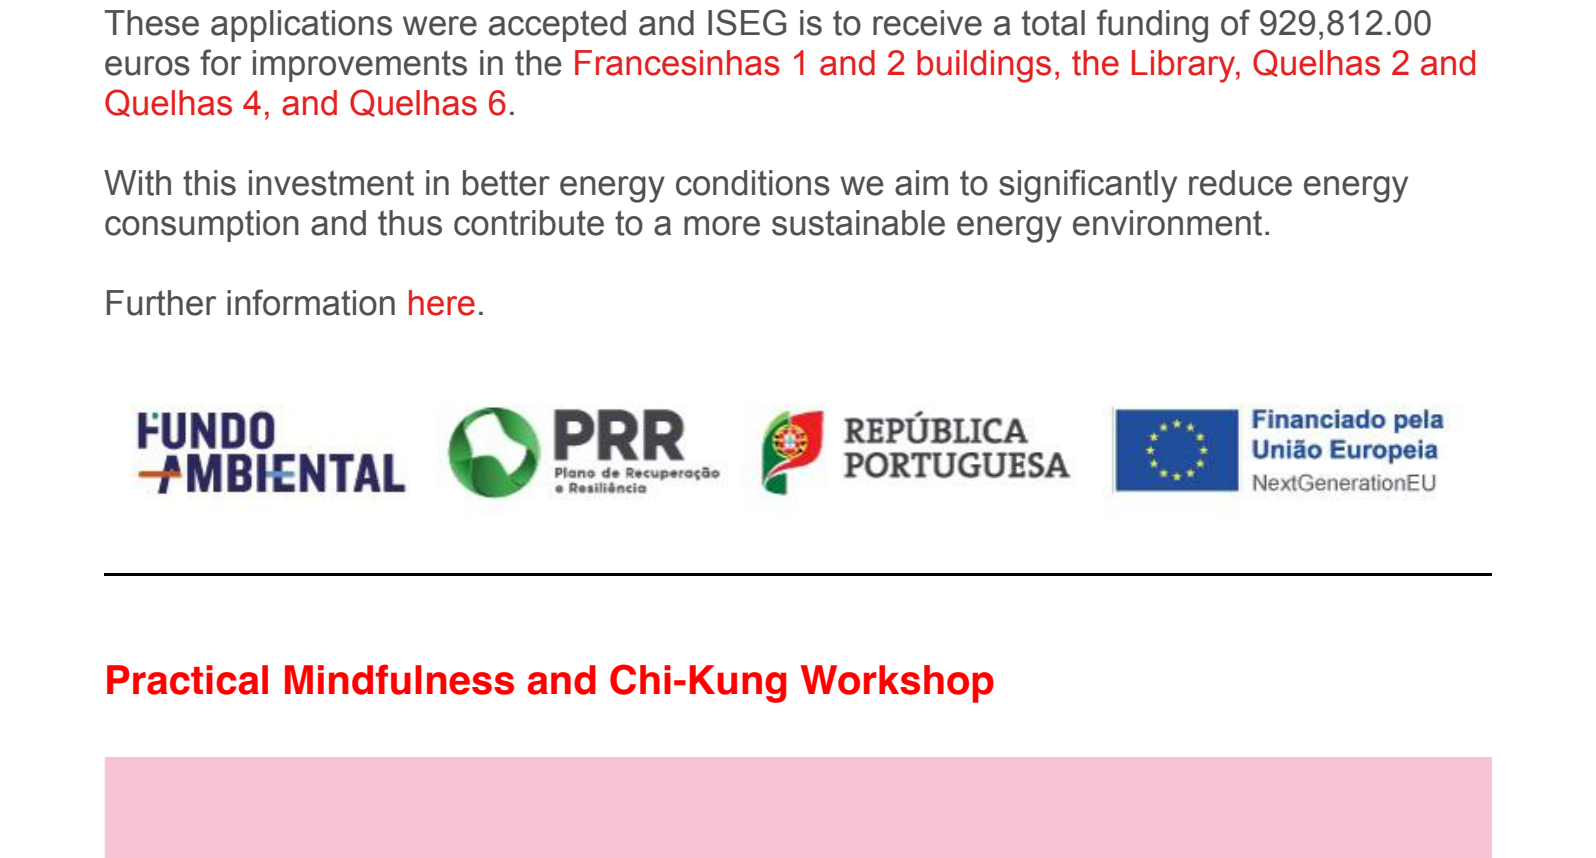 These applications were accepted and ISEG is to receive a total funding of 929,812.00
euros for improvements in the Francesinhas 1 and 2 buildings, the Library, Quelhas 2 and
Quelhas 4, and Quelhas 6.
With this investment in better energy conditions we aim to significantly reduce energy
consumption and thus contribute to a more sustainable energy environment.
Further information here.
FUNDO
AMBIENTAL
PRR
Plano de Recuperação
e Resiliência
REPÚBLICA
PORTUGUESA
Financiado pela
União Europeia
NextGenerationEU
Practical Mindfulness and Chi-Kung Workshop